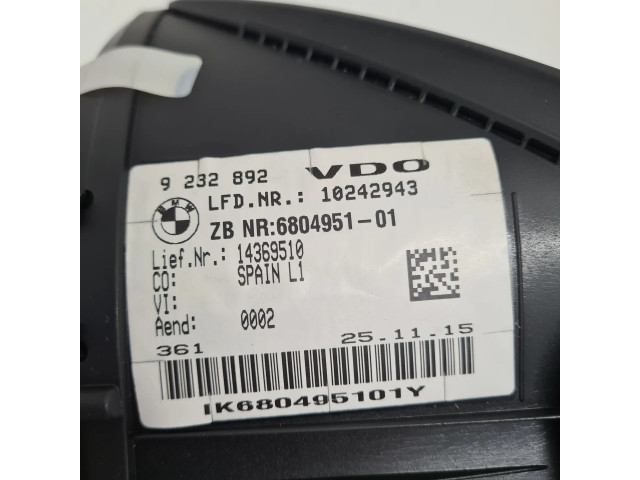 9 232 892 VDO
BMW
LFD.NR.: 10242943
ZB NR:6804951-01
Lief.Nr.: 14369510
CO: SPAIN L1
VI:
Aend: 0002
361 25.11.15
IK680495101Y